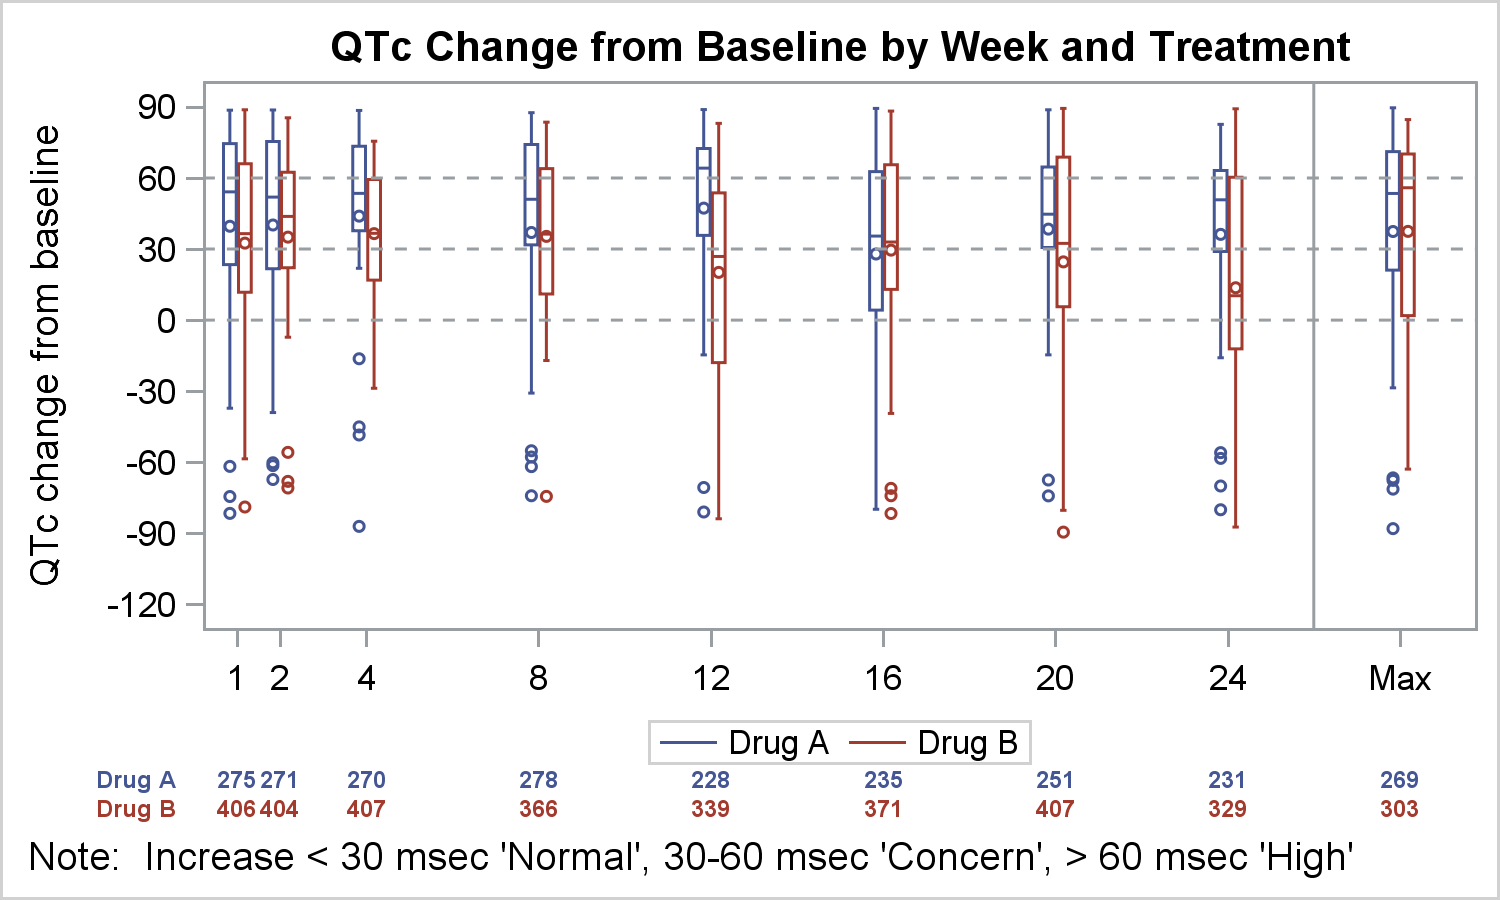 QTc Change from Baseline by Week and Treatment
QTc change from baseline
90
60
30
0
-30
-60
-90
-120
1 2 4 8 12 16 20 24 Max
Drug A Drug B
Drug A 275 271 270 278 228 235 251 231 269
Drug B 406 404 407 366 339 371 407 329 303
Note: Increase < 30 msec 'Normal', 30-60 msec 'Concern', > 60 msec 'High'